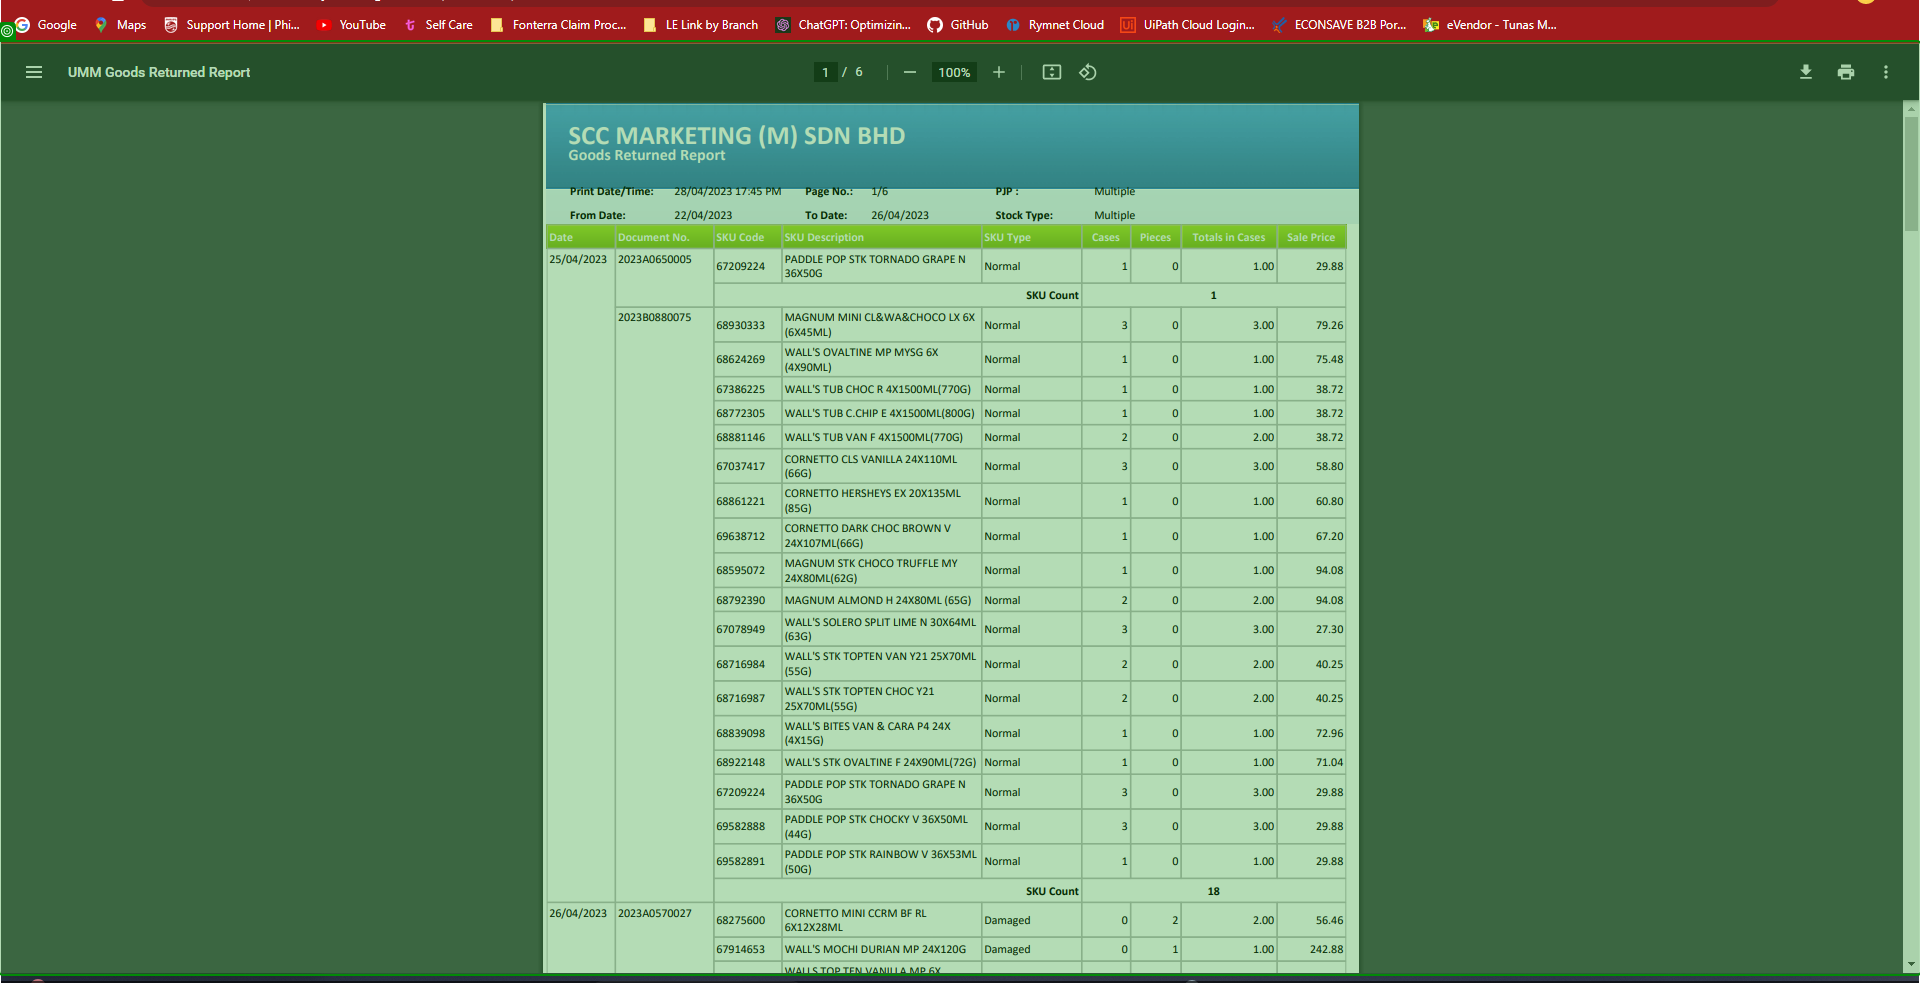 Google Maps Support Home | Phi... YouTube Self Care Fonterra Claim Proc... LE Link by Branch ChatGPT: Optimizin... GitHub Rymnet Cloud UiPath Cloud Login... ECONSAVE B2B Por... eVendor - Tunas M...
UMM Goods Returned Report 1 / 6 100%
SCC MARKETING (M) SDN BHD
Goods Returned Report
Print Date/Time: 28/04/2023 17:45 PM Page No.: 1/6 PJP : Multiple
From Date: 22/04/2023 To Date: 26/04/2023 Stock Type: Multiple
Date Document No. SKU Code SKU Description SKU Type Cases Pieces Totals in Cases Sale Price
25/04/2023 2023A0650005 67209224 PADDLE POP STK TORNADO GRAPE N 36X50G Normal 1 0 1.00 29.88
SKU Count 1
2023B0880075 68930333 MAGNUM MINI CL&WA&CHOCO LX 6X (6X45ML) Normal 3 0 3.00 79.26
68624269 WALL'S OVALTINE MP MYSG 6X (4X90ML) Normal 1 0 1.00 75.48
67386225 WALL'S TUB CHOC R 4X1500ML(770G) Normal 1 0 1.00 38.72
68772305 WALL'S TUB C.CHIP E 4X1500ML(800G) Normal 1 0 1.00 38.72
68881146 WALL'S TUB VAN F 4X1500ML(770G) Normal 2 0 2.00 38.72
67037417 CORNETTO CLS VANILLA 24X110ML (66G) Normal 3 0 3.00 58.80
68861221 CORNETTO HERSHEYS EX 20X135ML (85G) Normal 1 0 1.00 60.80
69638712 CORNETTO DARK CHOC BROWN V 24X107ML(66G) Normal 1 0 1.00 67.20
68595072 MAGNUM STK CHOCO TRUFFLE MY 24X80ML(62G) Normal 1 0 1.00 94.08
68792390 MAGNUM ALMOND H 24X80ML (65G) Normal 2 0 2.00 94.08
67078949 WALL'S SOLERO SPLIT LIME N 30X64ML (63G) Normal 3 0 3.00 27.30
68716984 WALL'S STK TOPTEN VAN Y21 25X70ML (55G) Normal 2 0 2.00 40.25
68716987 WALL'S STK TOPTEN CHOC Y21 25X70ML(55G) Normal 2 0 2.00 40.25
68839098 WALL'S BITES VAN & CARA P4 24X (4X15G) Normal 1 0 1.00 72.96
68922148 WALL'S STK OVALTINE F 24X90ML(72G) Normal 1 0 1.00 71.04
67209224 PADDLE POP STK TORNADO GRAPE N 36X50G Normal 3 0 3.00 29.88
69582888 PADDLE POP STK CHOCKY V 36X50ML (44G) Normal 3 0 3.00 29.88
69582891 PADDLE POP STK RAINBOW V 36X53ML (50G) Normal 1 0 1.00 29.88
SKU Count 18
26/04/2023 2023A0570027 68275600 CORNETTO MINI CCRM BF RL 6X12X28ML Damaged 0 2 2.00 56.46
67914653 WALL'S MOCHI DURIAN MP 24X120G Damaged 0 1 1.00 242.88
WALLS TOP TEN VANILLA MP 6X